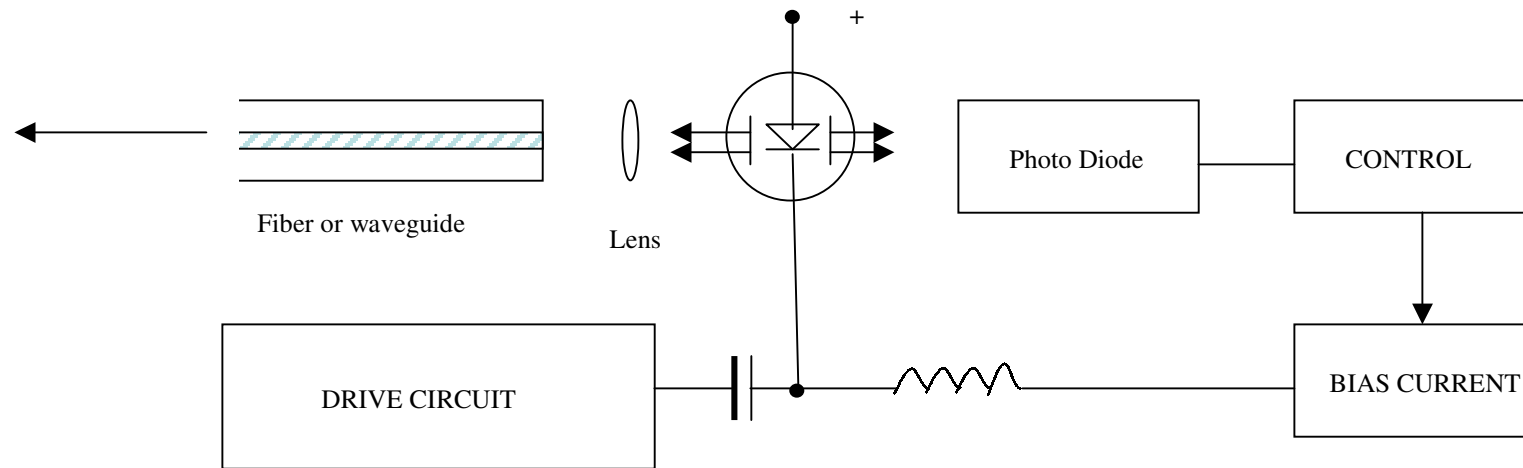 +
Photo Diode
CONTROL
Fiber or waveguide
Lens
DRIVE CIRCUIT
BIAS CURRENT